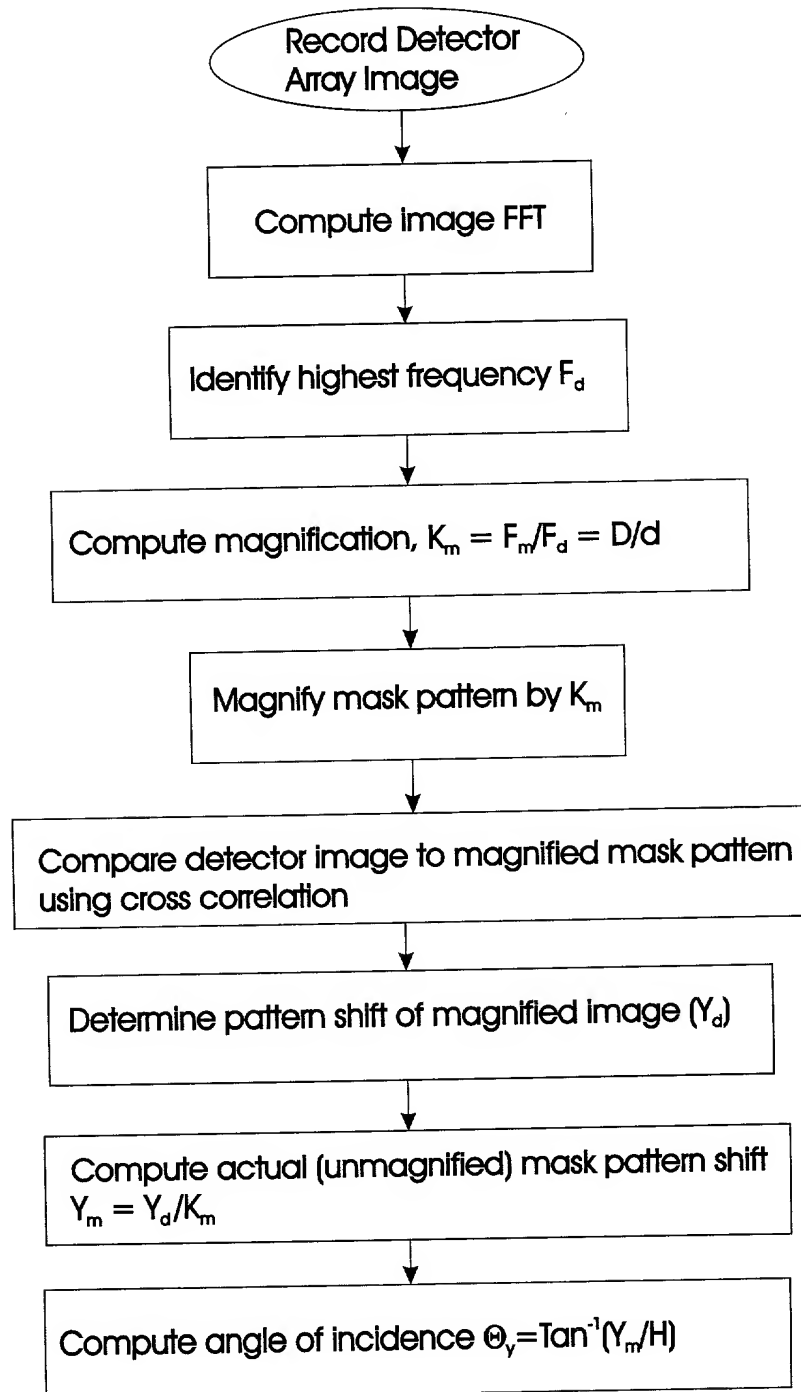 Record Detector
Array Image
Compute image FFT
Identify highest frequency F_d
Compute magnification, K_m = F_m/F_d = D/d
Magnify mask pattern by K_m
Compare detector image to magnified mask pattern
using cross correlation
Determine pattern shift of magnified image (Y_d)
Compute actual (unmagnified) mask pattern shift
Y_m = Y_d/K_m
Compute angle of incidence Θ_y=Tan⁻¹(Y_m/H)